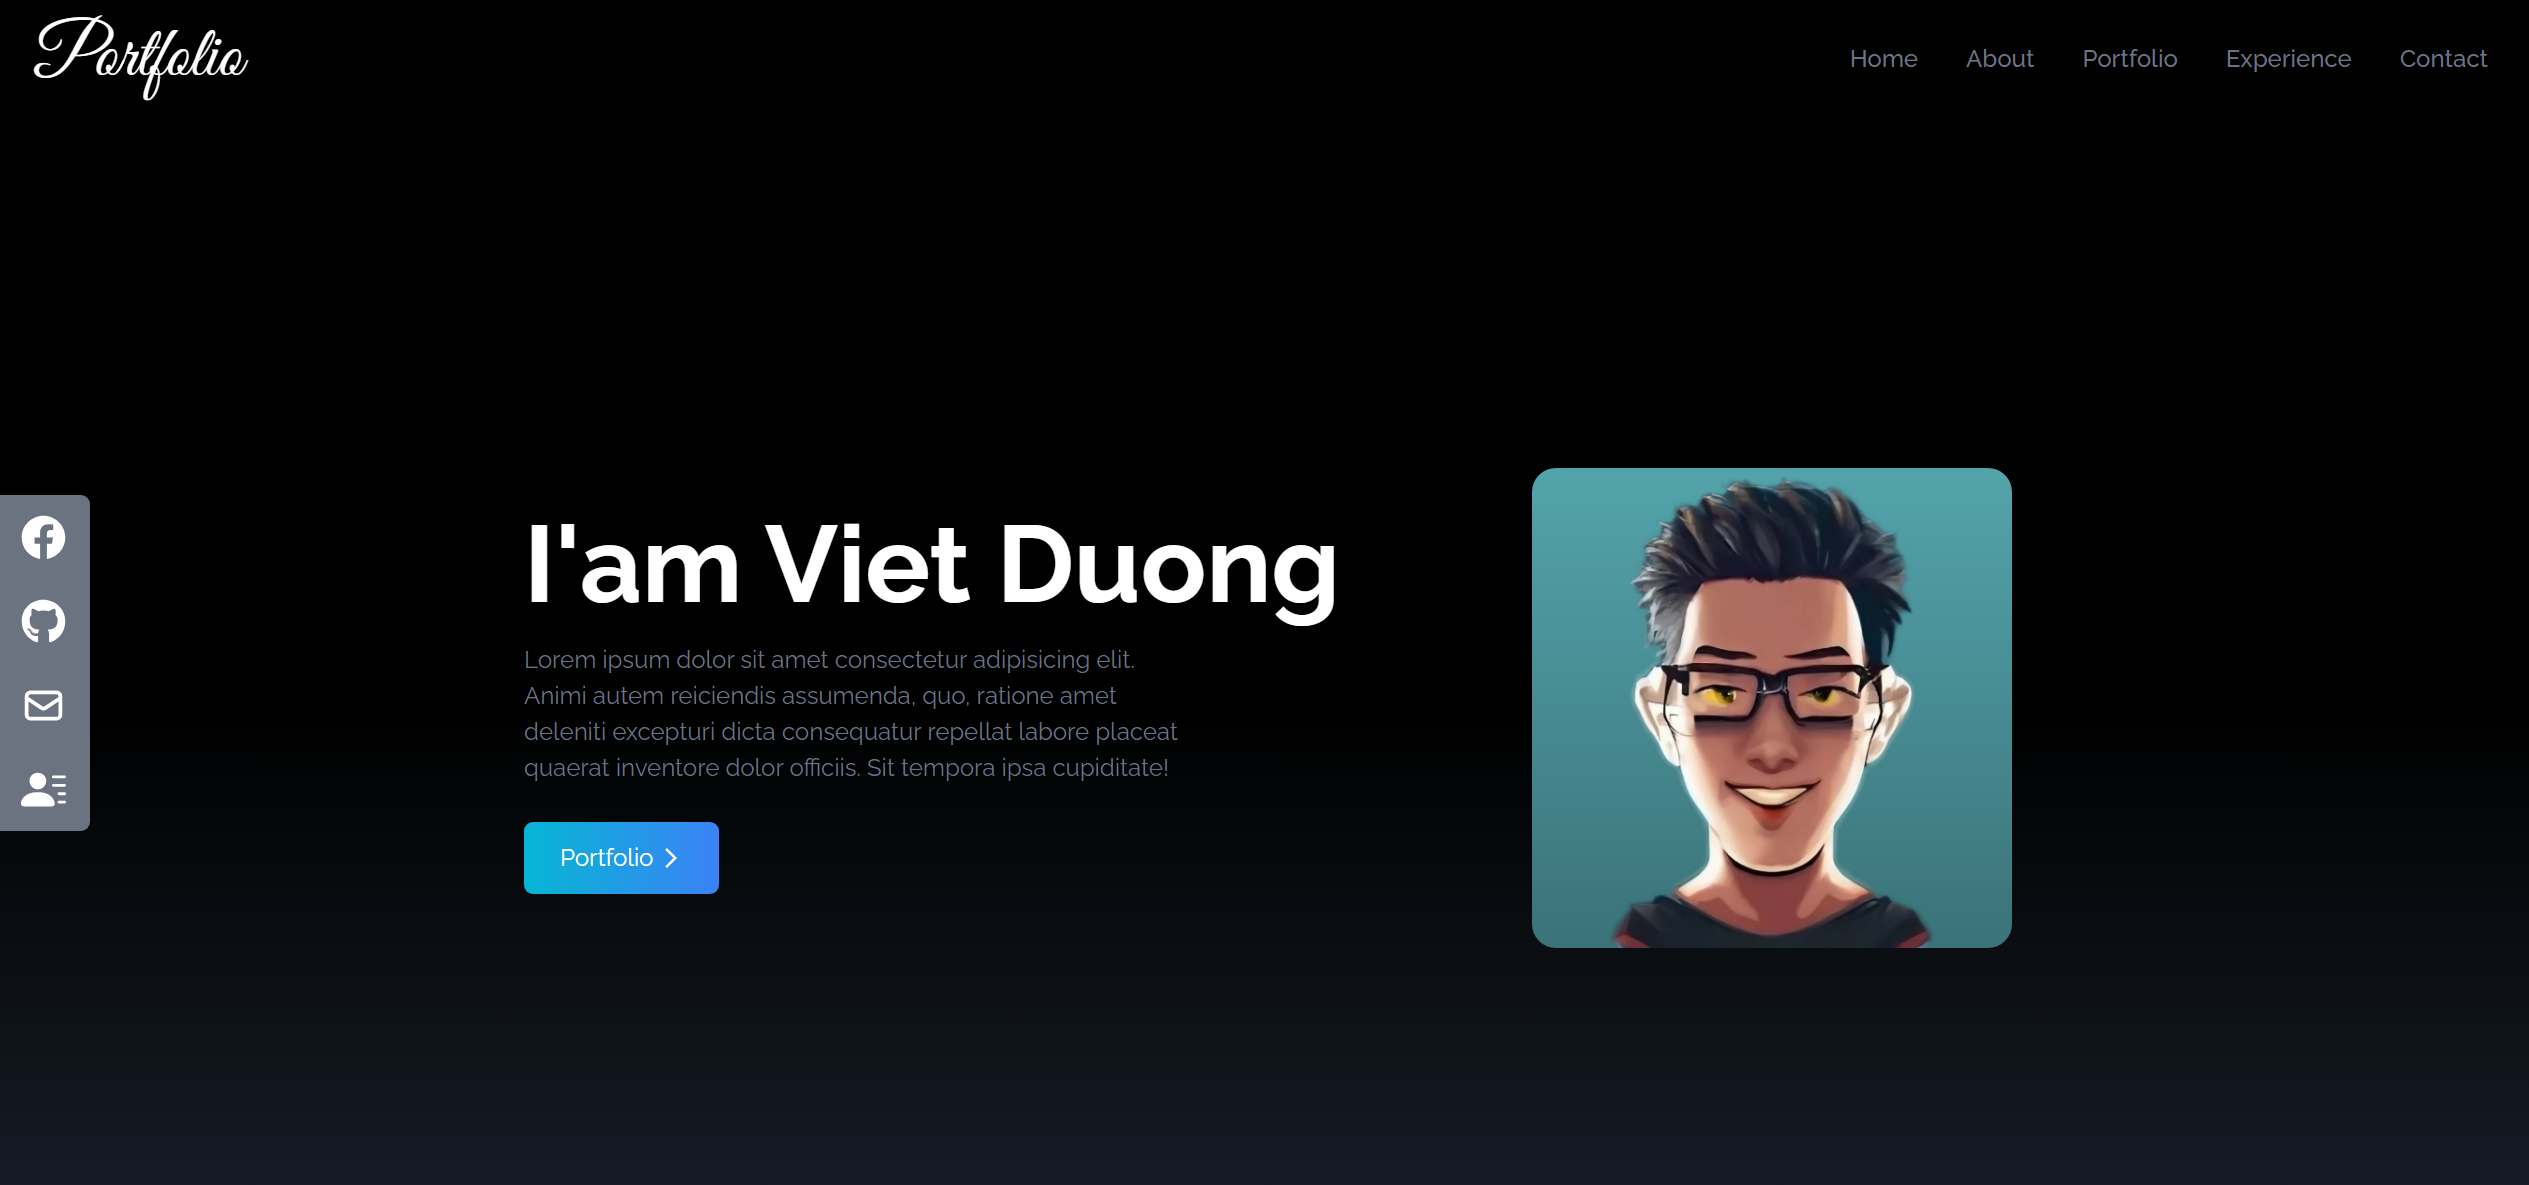 Portfolio
Home About Portfolio Experience Contact
I'am Viet Duong
Lorem ipsum dolor sit amet consectetur adipisicing elit.
Animi autem reiciendis assumenda, quo, ratione amet
deleniti excepturi dicta consequatur repellat labore placeat
quaerat inventore dolor officiis. Sit tempora ipsa cupiditate!
Portfolio